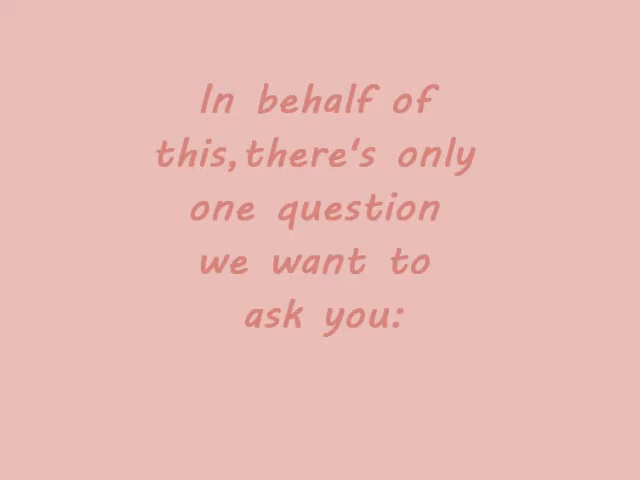 In behalf of
this,there's only
one question
we want to
ask you: